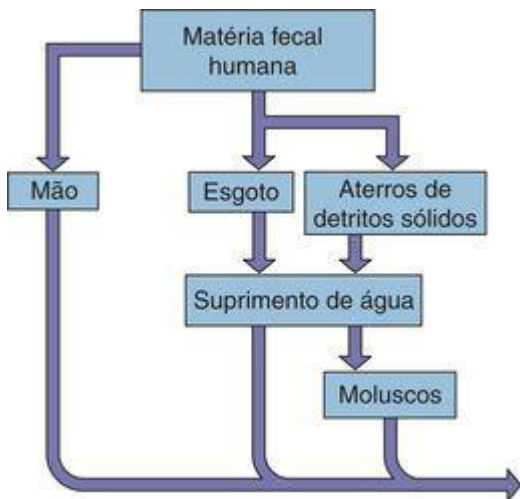 Matéria fecal
humana
Mão
Esgoto
Aterros de
detritos sólidos
Suprimento de água
Moluscos